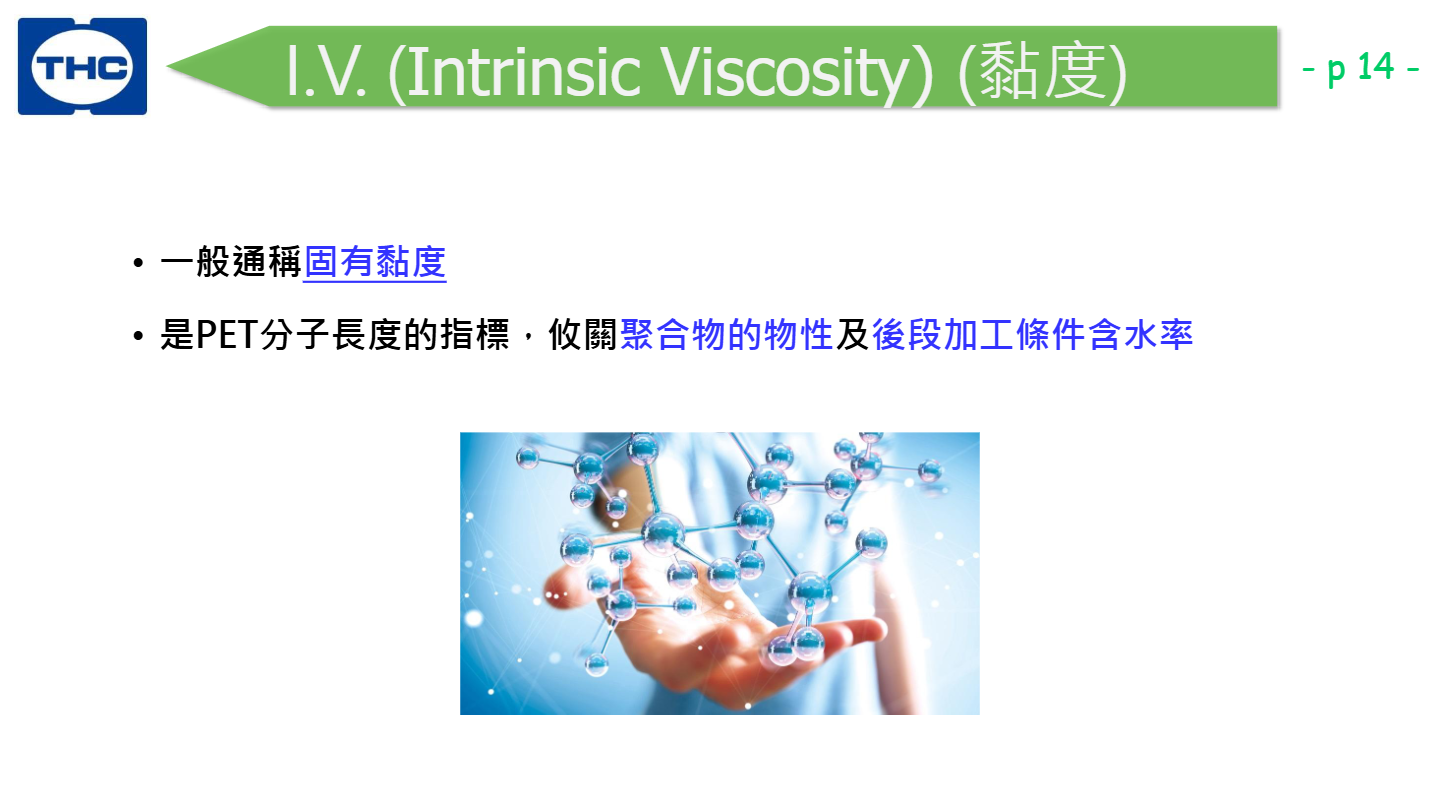 THC
I.V. (Intrinsic Viscosity) (黏度)
- p 14 -
• 一般通稱固有黏度
• 是PET分子長度的指標，攸關聚合物的物性及後段加工條件含水率